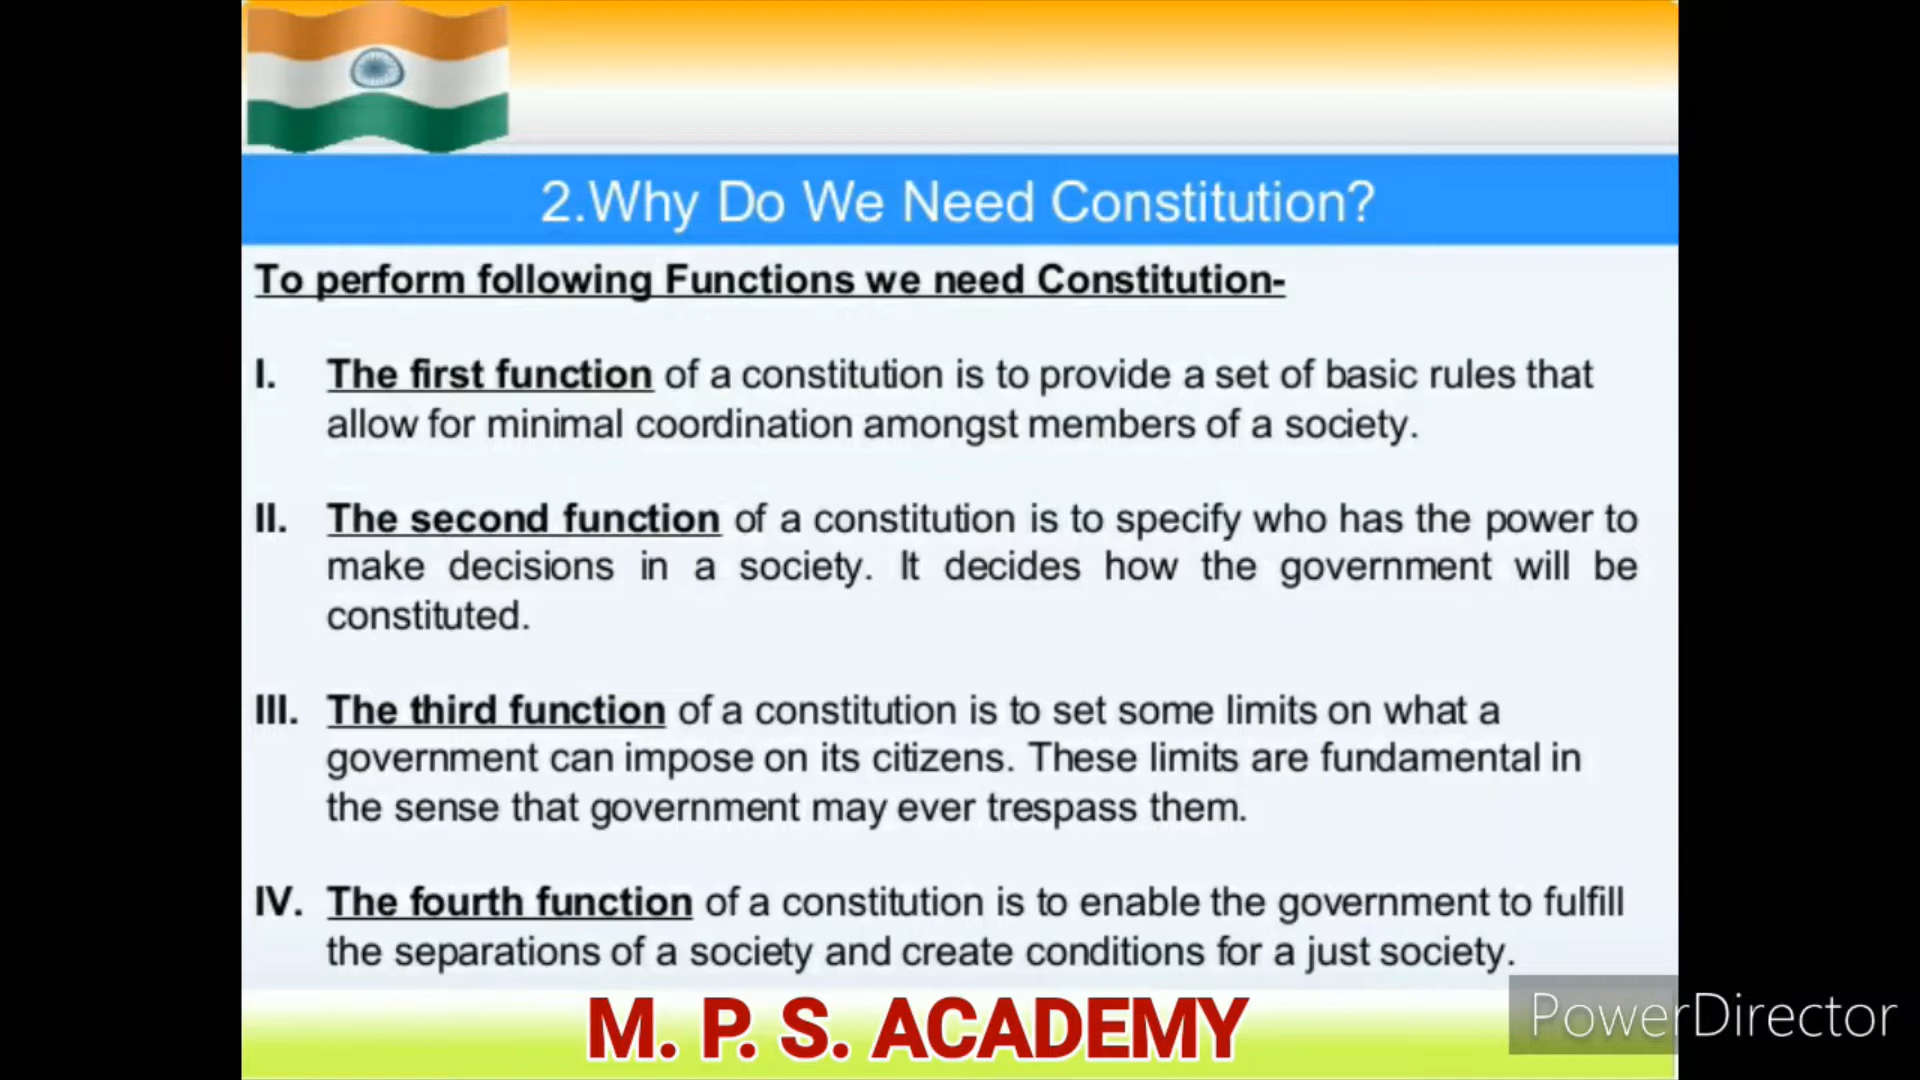 2.Why Do We Need Constitution?
To perform following Functions we need Constitution-
I. The first function of a constitution is to provide a set of basic rules that
allow for minimal coordination amongst members of a society.
II. The second function of a constitution is to specify who has the power to
make decisions in a society. It decides how the government will be
constituted.
III. The third function of a constitution is to set some limits on what a
government can impose on its citizens. These limits are fundamental in
the sense that government may ever trespass them.
IV. The fourth function of a constitution is to enable the government to fulfill
the separations of a society and create conditions for a just society.
M. P. S. ACADEMY
PowerDirector